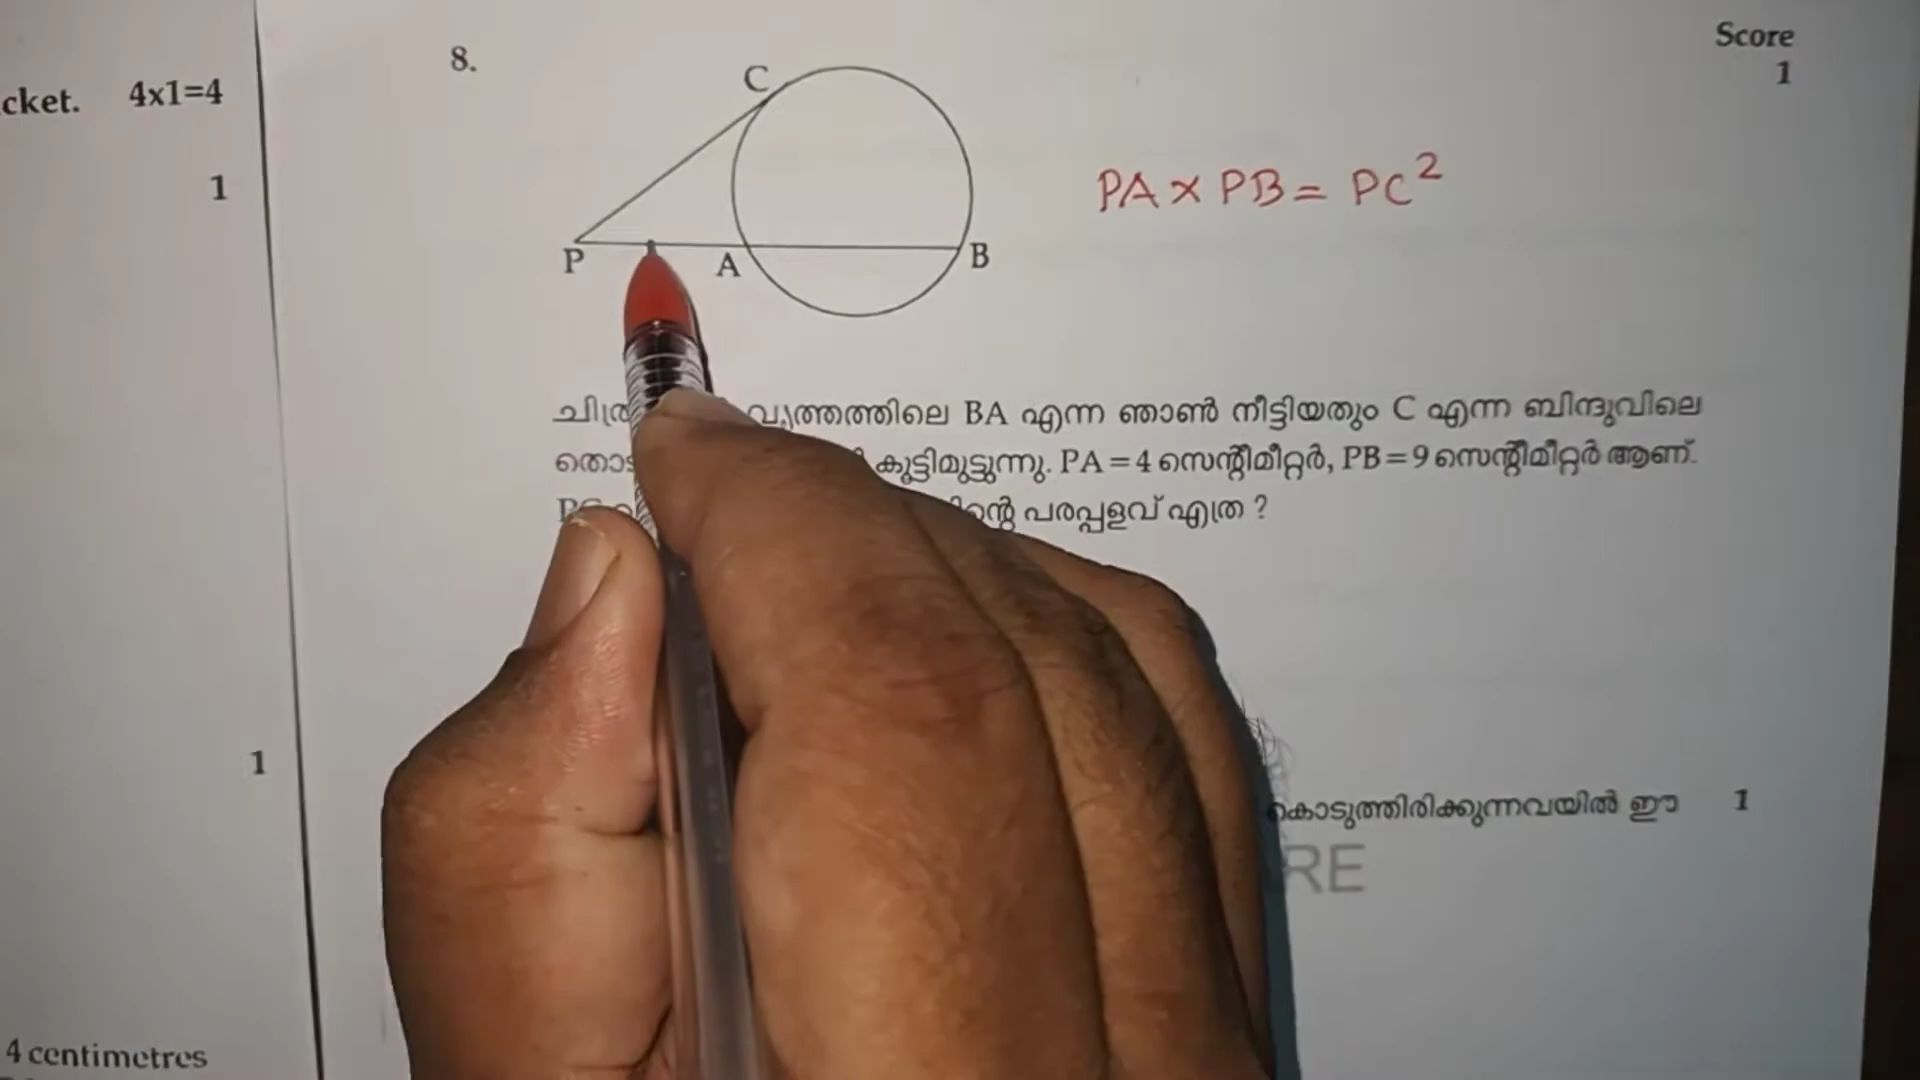 cket. 4x1=4
1
1
4 centimetres
8.
Score
1
C
P
A
B
PA x PB = PC²
വൃത്തത്തിലെ BA എന്ന ഞാൺ നീട്ടിയതും C എന്ന ബിന്ദുവിലെ
കൂട്ടിമുട്ടുന്നു. PA = 4 സെന്റീമീറ്റർ, PB = 9 സെന്റീമീറ്റർ ആണ്.
പരപ്പളവ് എത്ര ?
കൊടുത്തിരിക്കുന്നവയിൽ ഈ 1